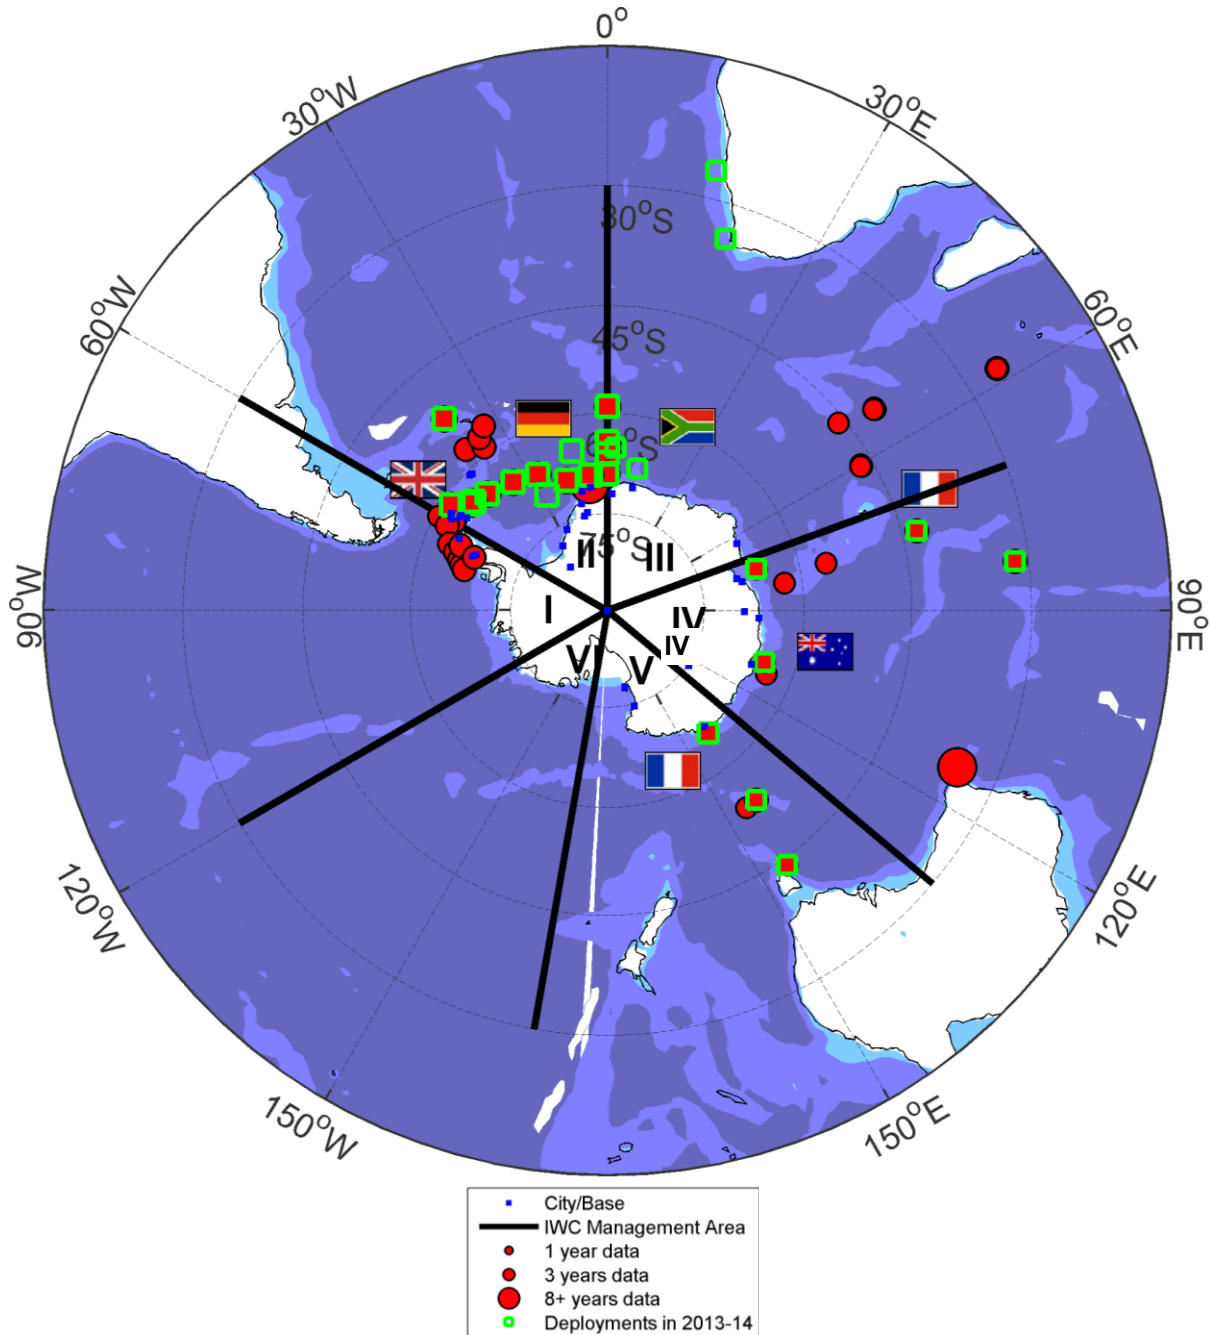 0°
30°W
30°E
30°S
60°W
45°S
60°E
60°S
75°S
II
III
90°W
I
IV
90°E
IV
VI
V
120°W
120°E
150°W
150°E
City/Base
IWC Management Area
1 year data
3 years data
8+ years data
Deployments in 2013-14